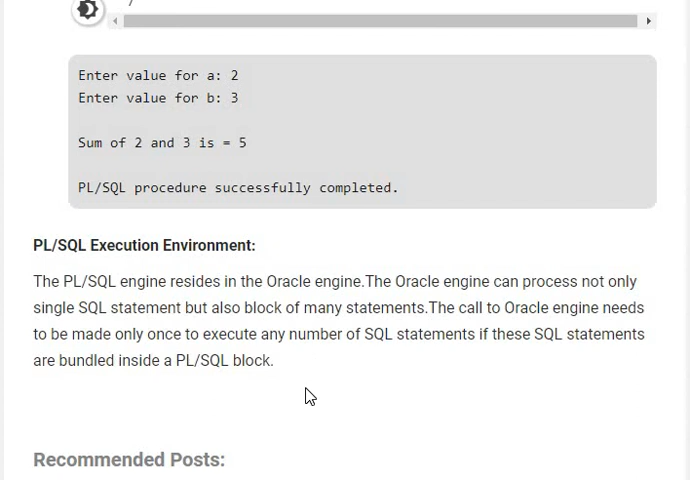 Enter value for a: 2
Enter value for b: 3
Sum of 2 and 3 is = 5
PL/SQL procedure successfully completed.
PL/SQL Execution Environment:
The PL/SQL engine resides in the Oracle engine.The Oracle engine can process not only
single SQL statement but also block of many statements.The call to Oracle engine needs
to be made only once to execute any number of SQL statements if these SQL statements
are bundled inside a PL/SQL block.
Recommended Posts: